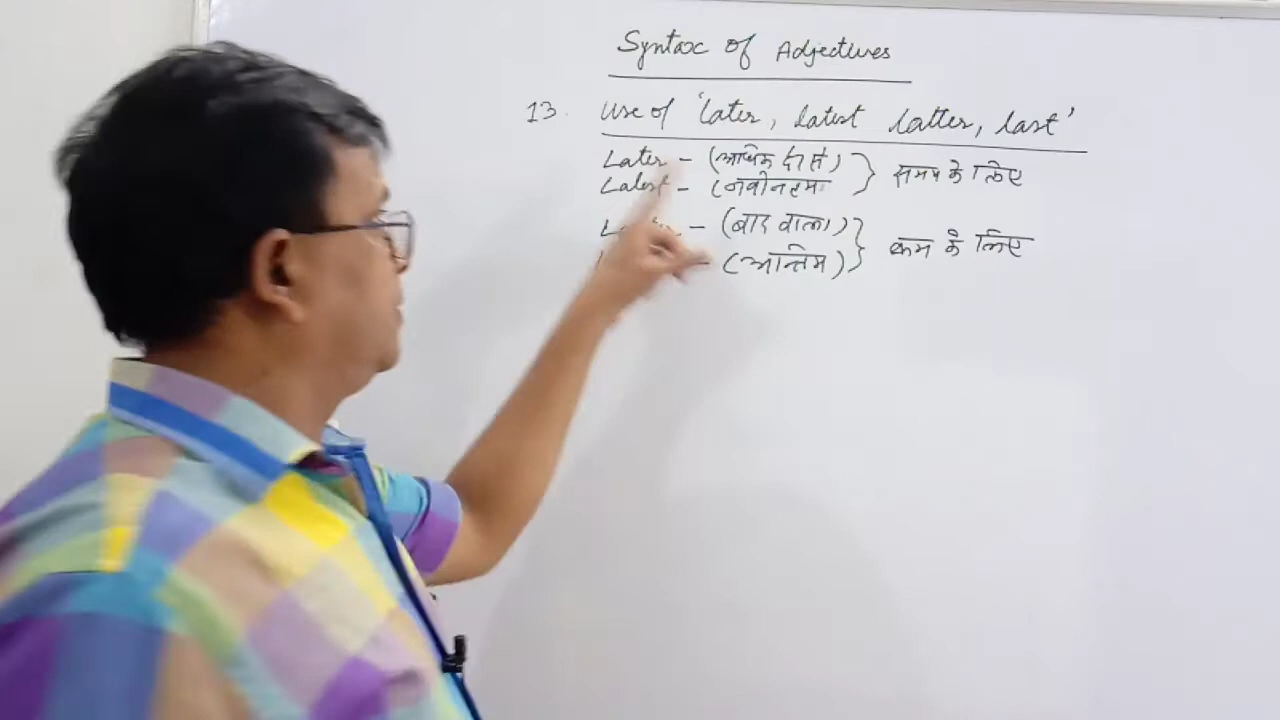 Syntax of Adjectives
13. Use of 'Later, Latest Latter, Last'
Later - (अधिक देरी से) } समय के लिए
Latest - (नवीनतम
- (बाद वाला) } क्रम के लिए
- (अन्तिम)